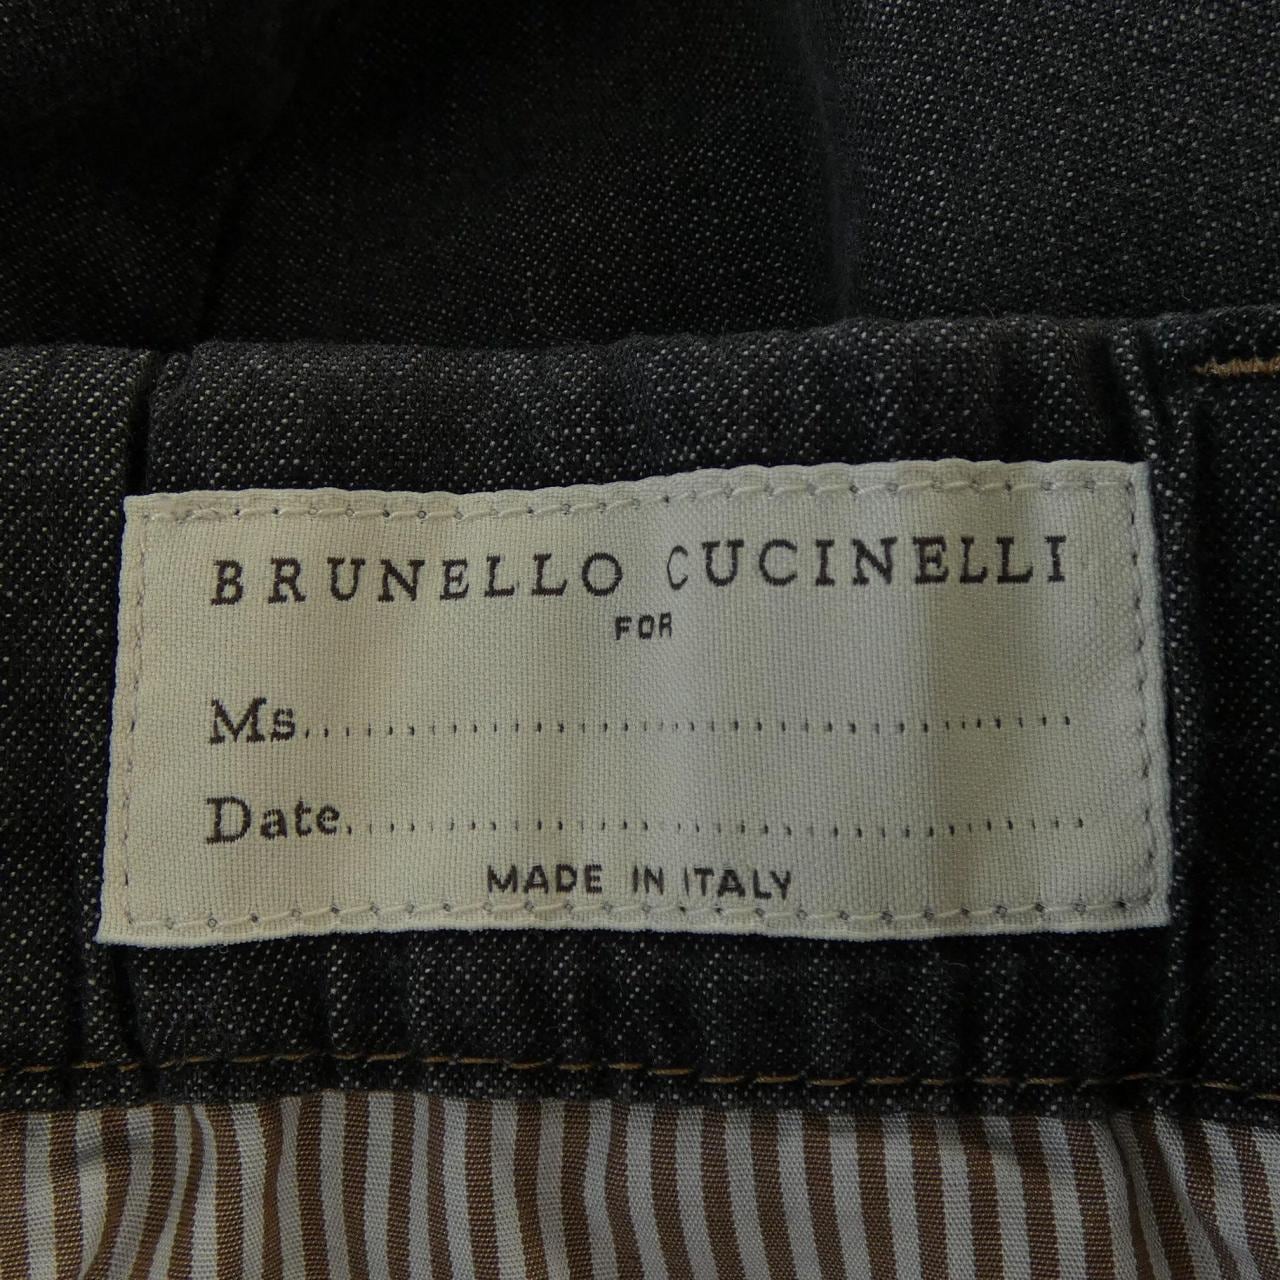 BRUNELLO CUCINELLI
FOR
Ms.......................................
Date.....................................
MADE IN ITALY